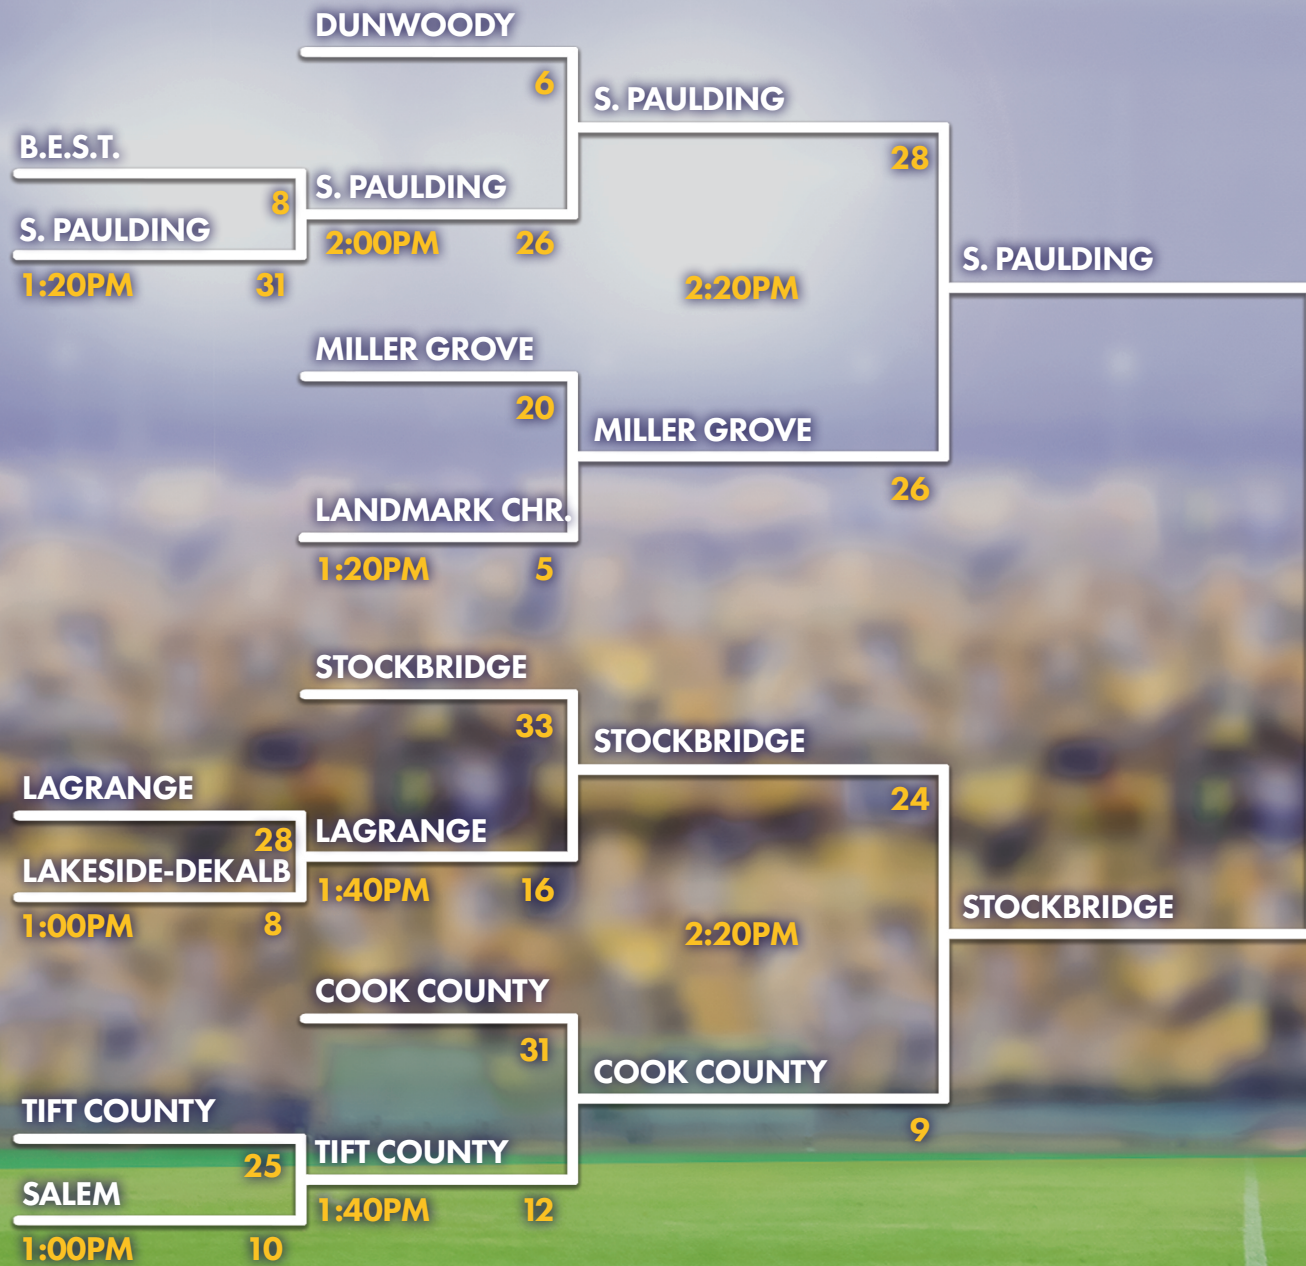 DUNWOODY
6
S. PAULDING
28
B.E.S.T.
8
S. PAULDING
2:00PM 26
S. PAULDING
1:20PM 31
2:20PM
S. PAULDING
MILLER GROVE
20
MILLER GROVE
26
LANDMARK CHR.
1:20PM 5
STOCKBRIDGE
33
STOCKBRIDGE
24
LAGRANGE
28
LAGRANGE
1:40PM 16
LAKESIDE-DEKALB
1:00PM 8
2:20PM
STOCKBRIDGE
COOK COUNTY
31
COOK COUNTY
9
TIFT COUNTY
25
TIFT COUNTY
1:40PM 12
SALEM
1:00PM 10